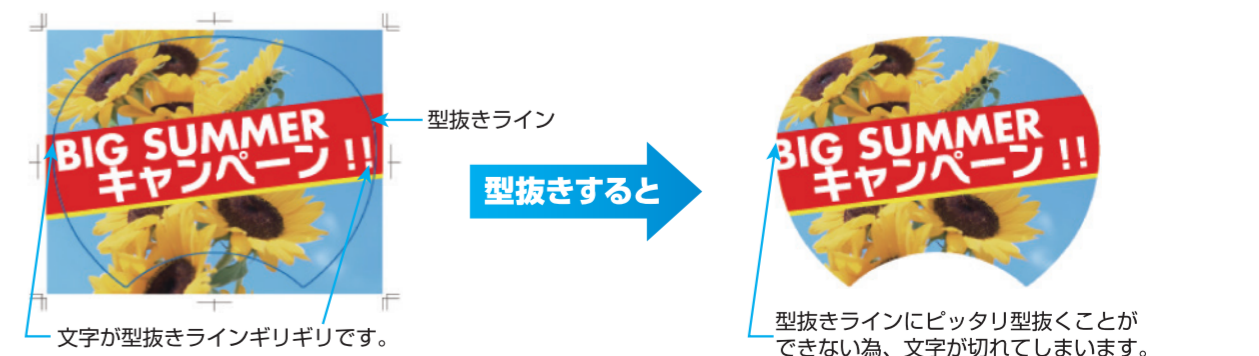 型抜きライン
BIG SUMMER
キャンペーン !!
文字が型抜きラインギリギリです。
型抜きすると
BIG SUMMER
キャンペーン !!
型抜きラインにピッタリ型抜くことが
できない為、文字が切れてしまいます。